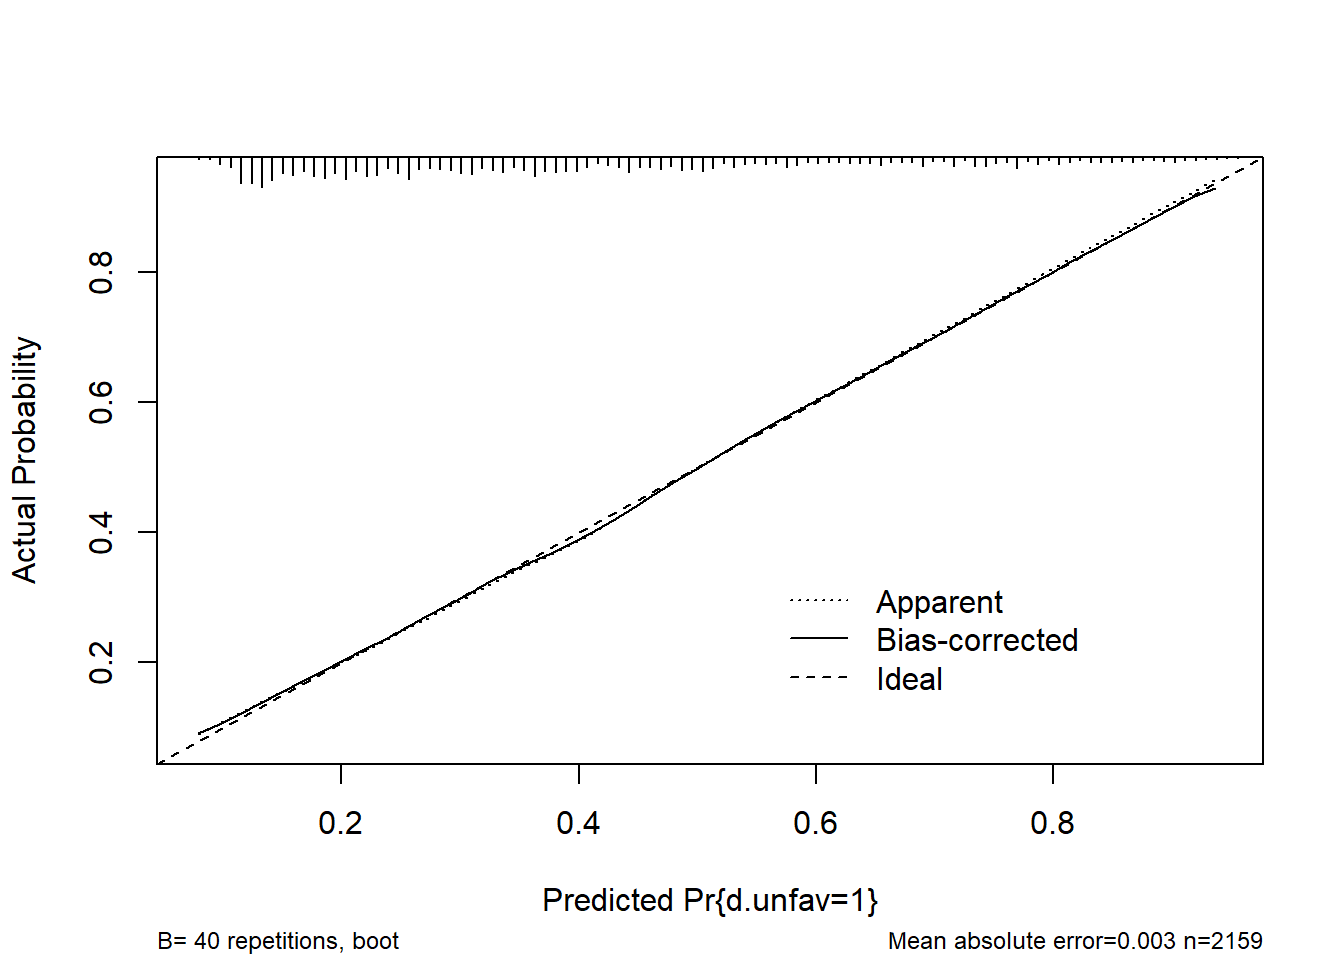 Actual Probability
0.8
0.6
0.4
0.2
Apparent
Bias-corrected
Ideal
0.2 0.4 0.6 0.8
Predicted Pr{d.unfav=1}
B= 40 repetitions, boot
Mean absolute error=0.003 n=2159